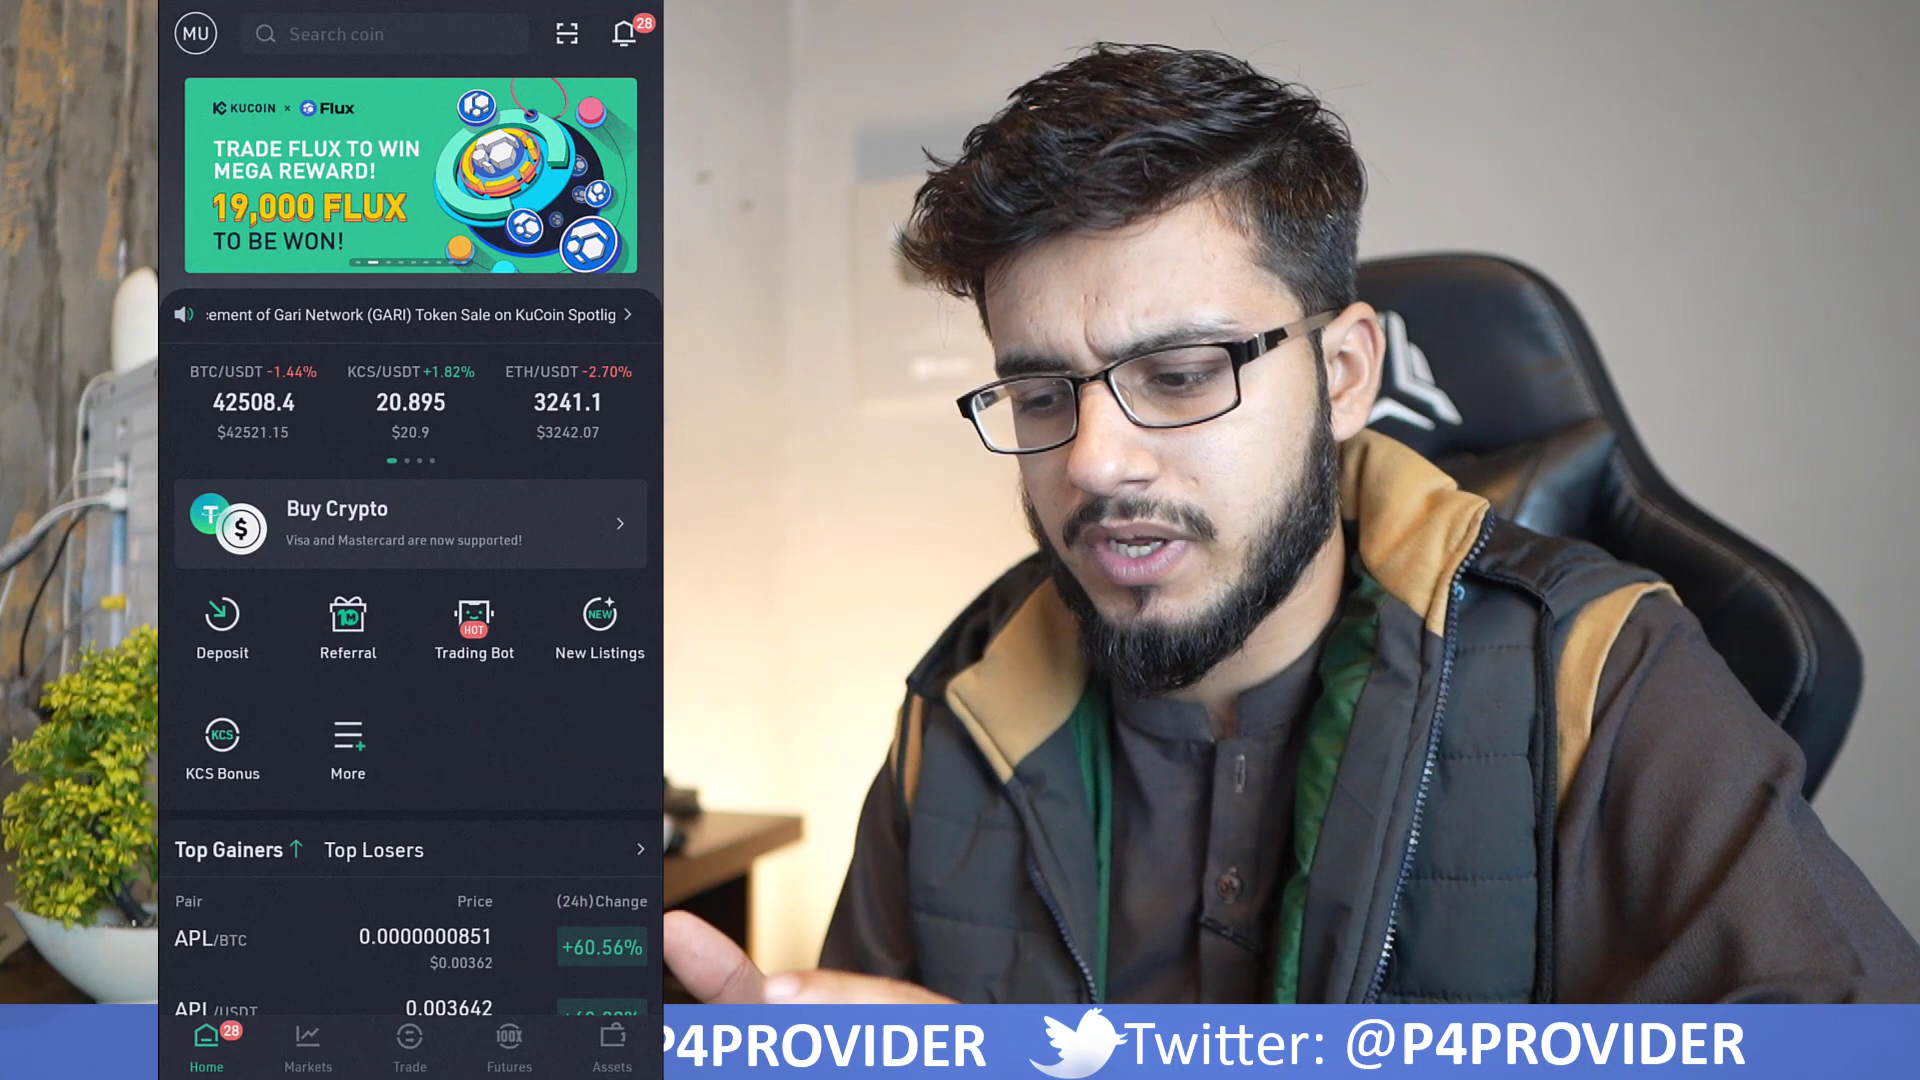 MU
Search coin
28
KUCOIN × Flux
TRADE FLUX TO WIN
MEGA REWARD!
19,000 FLUX
TO BE WON!
:ement of Gari Network (GARI) Token Sale on KuCoin Spotlig
BTC/USDT -1.44%
42508.4
$42521.15
KCS/USDT +1.82%
20.895
$20.9
ETH/USDT -2.70%
3241.1
$3242.07
T $
Buy Crypto
Visa and Mastercard are now supported!
Deposit
Referral
HOT
Trading Bot
NEW
New Listings
KCS
KCS Bonus
More
Top Gainers ↑ Top Losers
Pair Price (24h)Change
APL/BTC 0.0000000851 +60.56%
$0.00362
APL/USDT 0.003642
28
Home
Markets
Trade
100X
Futures
Assets
P4PROVIDER
Twitter: @P4PROVIDER